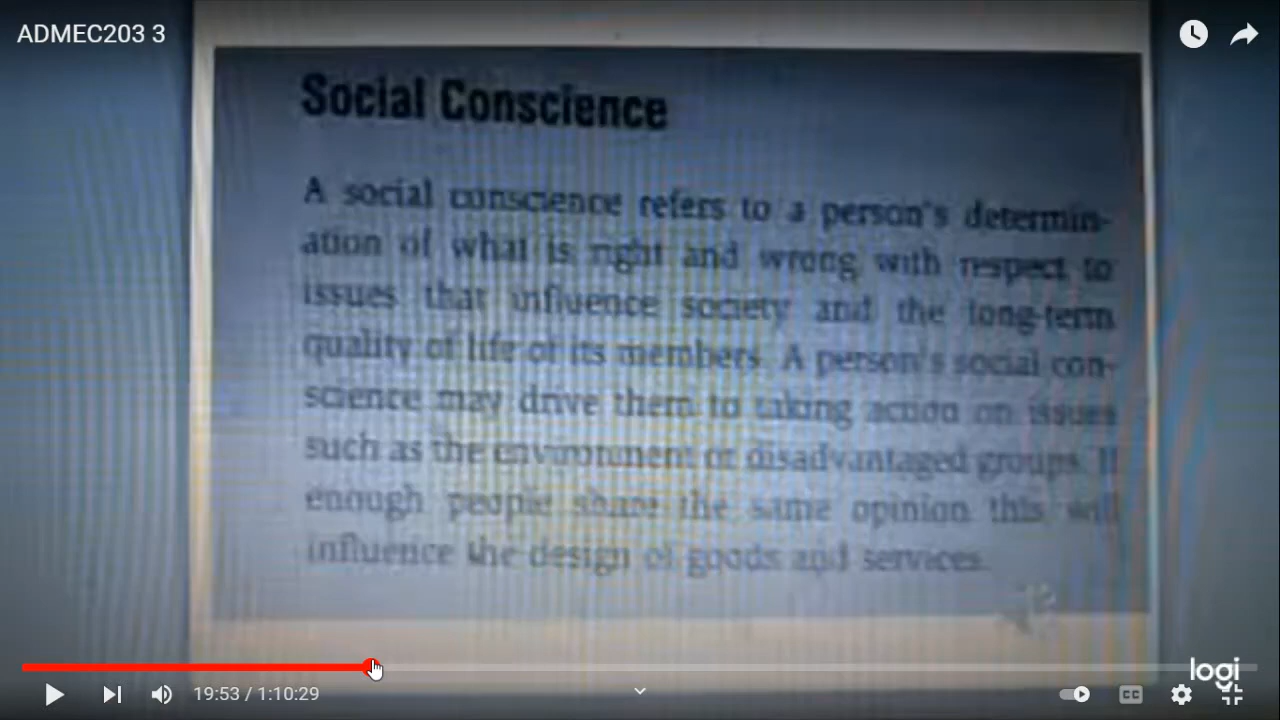 ADMEC203 3
Social Conscience
A social conscience refers to a person's determin-
ation of what is right and wrong with respect to
issues that influence society and the long-term
quality of life of its members. A person's social con-
science may drive them to taking action on issues
such as the environment or disadvantaged groups. If
enough people share the same opinion this will
influence the design of goods and services.
logi
19:53 / 1:10:29
CC